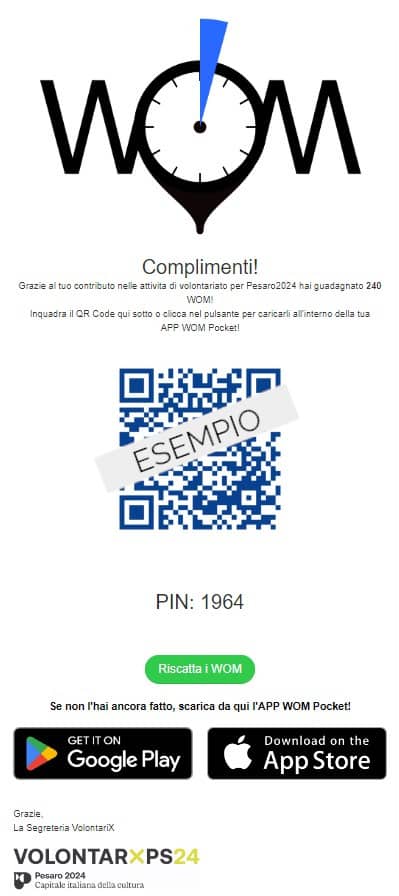 WOM
Complimenti!
Grazie al tuo contributo nelle attivita di volontariato per Pesaro2024 hai guadagnato 240
WOM!
Inquadra il QR Code qui sotto o clicca nel pulsante per caricarli all'interno della tua
APP WOM Pocket!
ESEMPIO
PIN: 1964
Riscatta i WOM
Se non l'hai ancora fatto, scarica da qui l'APP WOM Pocket!
GET IT ON
Google Play
Download on the
App Store
Grazie,
La Segreteria VolontariX
VOLONTARXPS24
Pesaro 2024
Capitale italiana della cultura